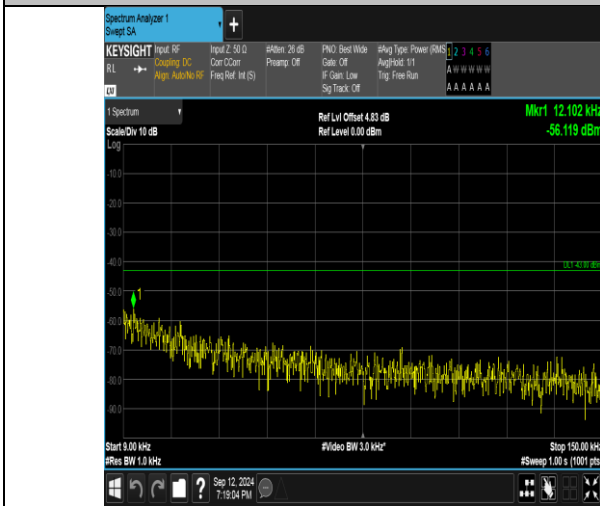 Spectrum Analyzer 1
Swept SA
+
KEYSIGHT
RL
Input: RF
Coupling: DC
Align: Auto/No RF
Input Z: 50 Ω
Corr CCorr
Freq Ref: Int (S)
#Atten: 26 dB
Preamp: Off
PNO: Best Wide
Gate: Off
IF Gain: Low
Sig Track: Off
#Avg Type: Power (RMS
Avg|Hold: 1/1
Trig: Free Run
1 2 3 4 5 6
A W W W W W
A A A A A A
1 Spectrum
Scale/Div 10 dB
Ref Lvl Offset 4.83 dB
Ref Level 0.00 dBm
Mkr1 12.102 kHz
-56.119 dBm
Log
-10.0
-20.0
-30.0
-40.0
-50.0
-60.0
-70.0
-80.0
-90.0
DL1 -43.00 dBm
1
Start 9.00 kHz
#Res BW 1.0 kHz
#Video BW 3.0 kHz*
Stop 150.00 kHz
#Sweep 1.00 s (1001 pts
?
Sep 12, 2024
7:19:04 PM